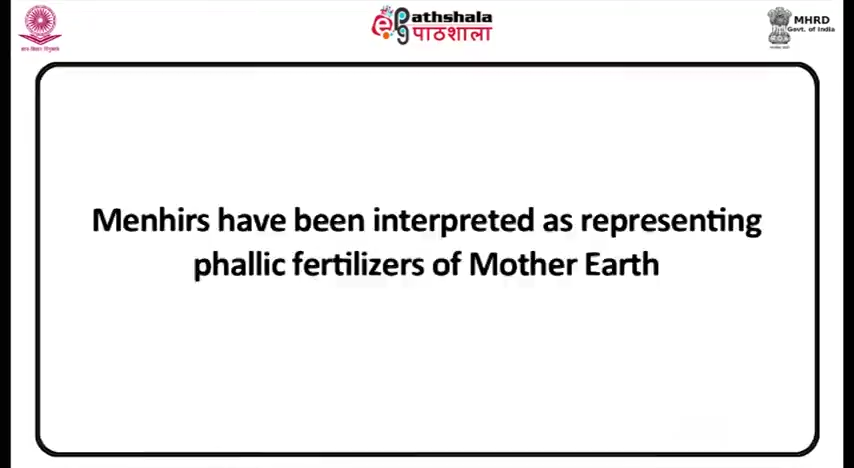 ePathshala
पाठशाला
MHRD
Govt. of India
Menhirs have been interpreted as representing
phallic fertilizers of Mother Earth